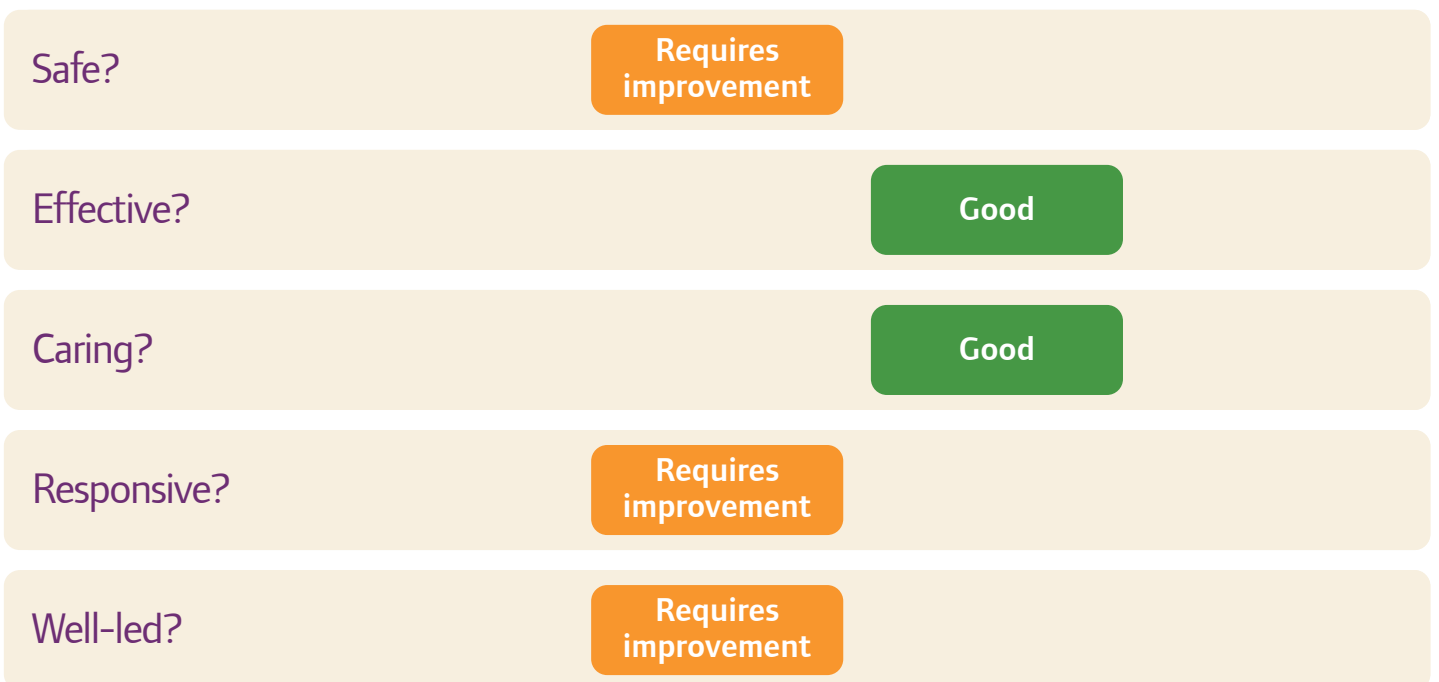 Safe?
Requires
improvement
Effective?
Good
Caring?
Good
Responsive?
Requires
improvement
Well-led?
Requires
improvement